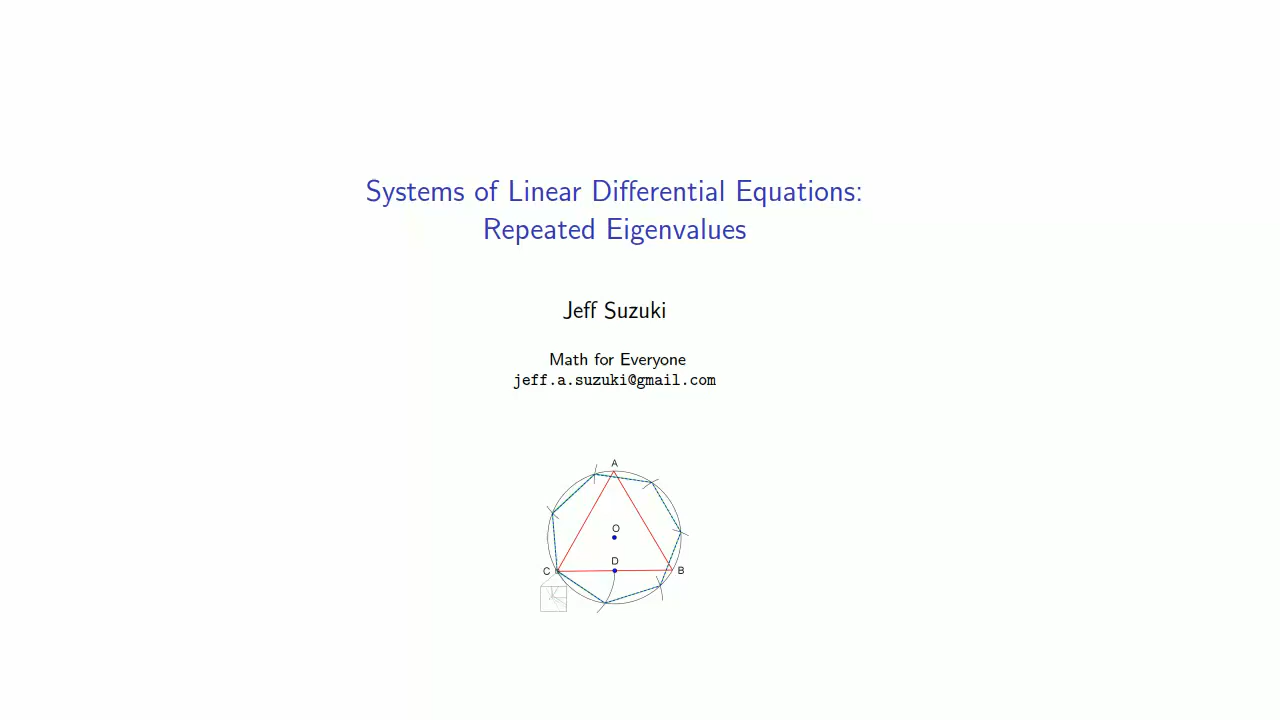 Systems of Linear Differential Equations:
Repeated Eigenvalues
Jeff Suzuki
Math for Everyone
jeff.a.suzuki@gmail.com
A
O
D
C
B